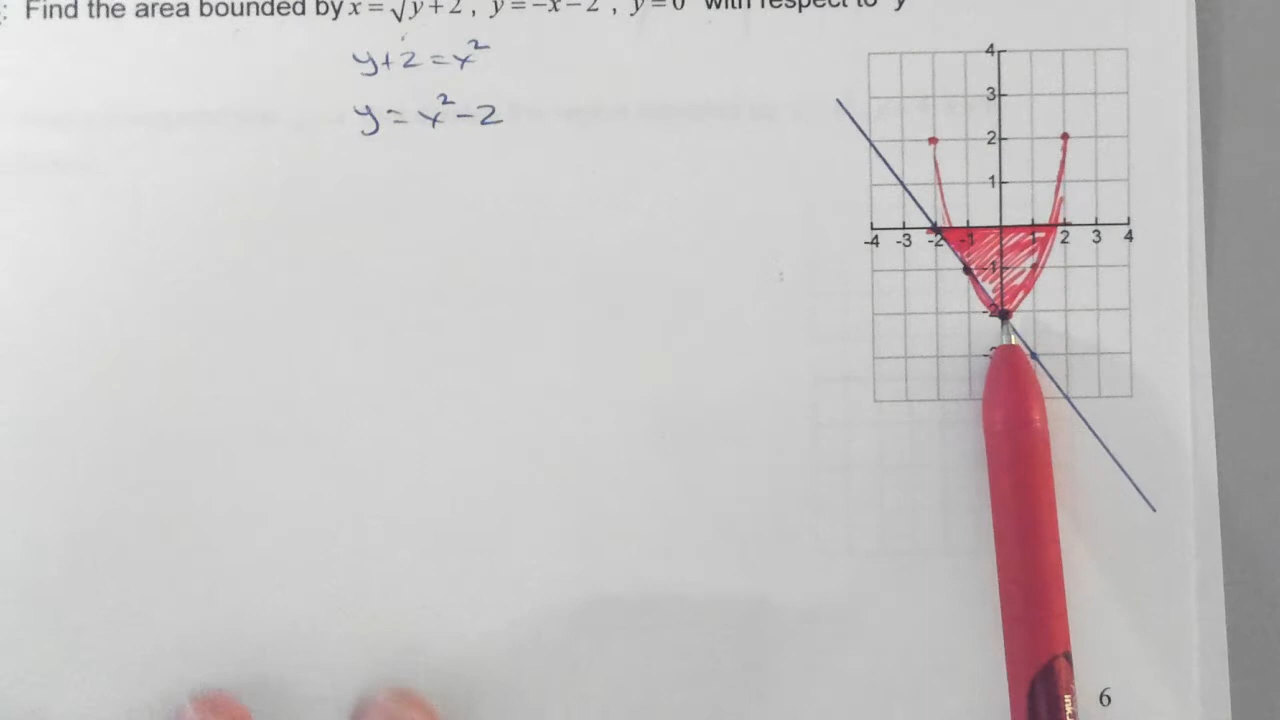 : Find the area bounded by x = √y+2 , y = −x−2 , y = 0 with respect to y
y+2 = x²
y = x² - 2
4
3
2
1
-4 -3 -2 -1 1 2 3 4
-1
-2
6